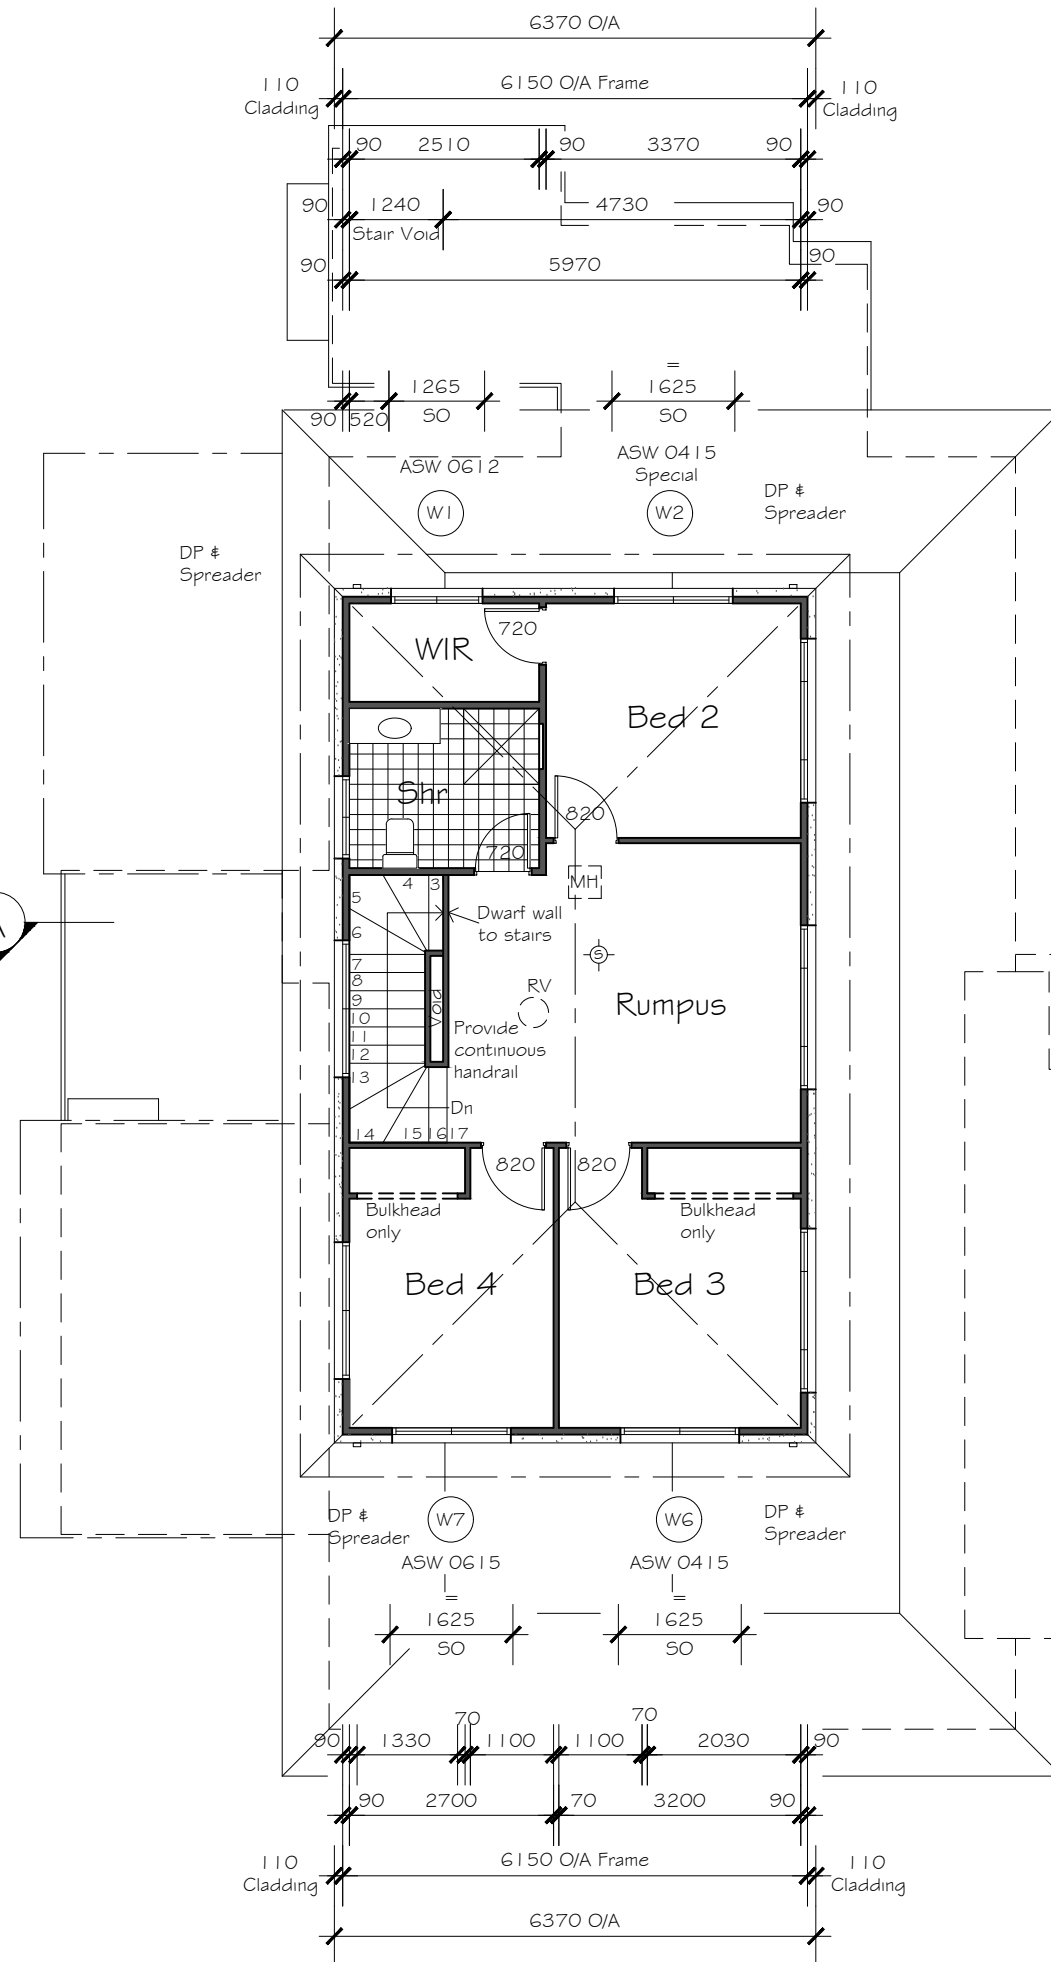 6370 O/A
110
Cladding
6150 O/A Frame
110
Cladding
90 2510 90 3370 90
90 1240 4730 90
Stair Void
90 5970 90
=
1265 1625
90 520 SO SO
ASW 0612
ASW 0415
Special
W1 W2
DP &
Spreader
DP &
Spreader
720
WIR
Bed 2
820
Shr
720
MH
4 3
5
6
7
8
9
10
11
12
13
14 15 16 17
Dwarf wall
to stairs
S
RV
Rumpus
Void
Provide
continuous
handrail
Dn
820 820
Bulkhead
only
Bulkhead
only
Bed 4 Bed 3
DP &
Spreader
W7 W6
DP &
Spreader
ASW 0615 ASW 0415
= =
1625 1625
SO SO
90 1330 70 1100 1100 70 2030 90
90 2700 70 3200 90
110
Cladding
6150 O/A Frame
110
Cladding
6370 O/A